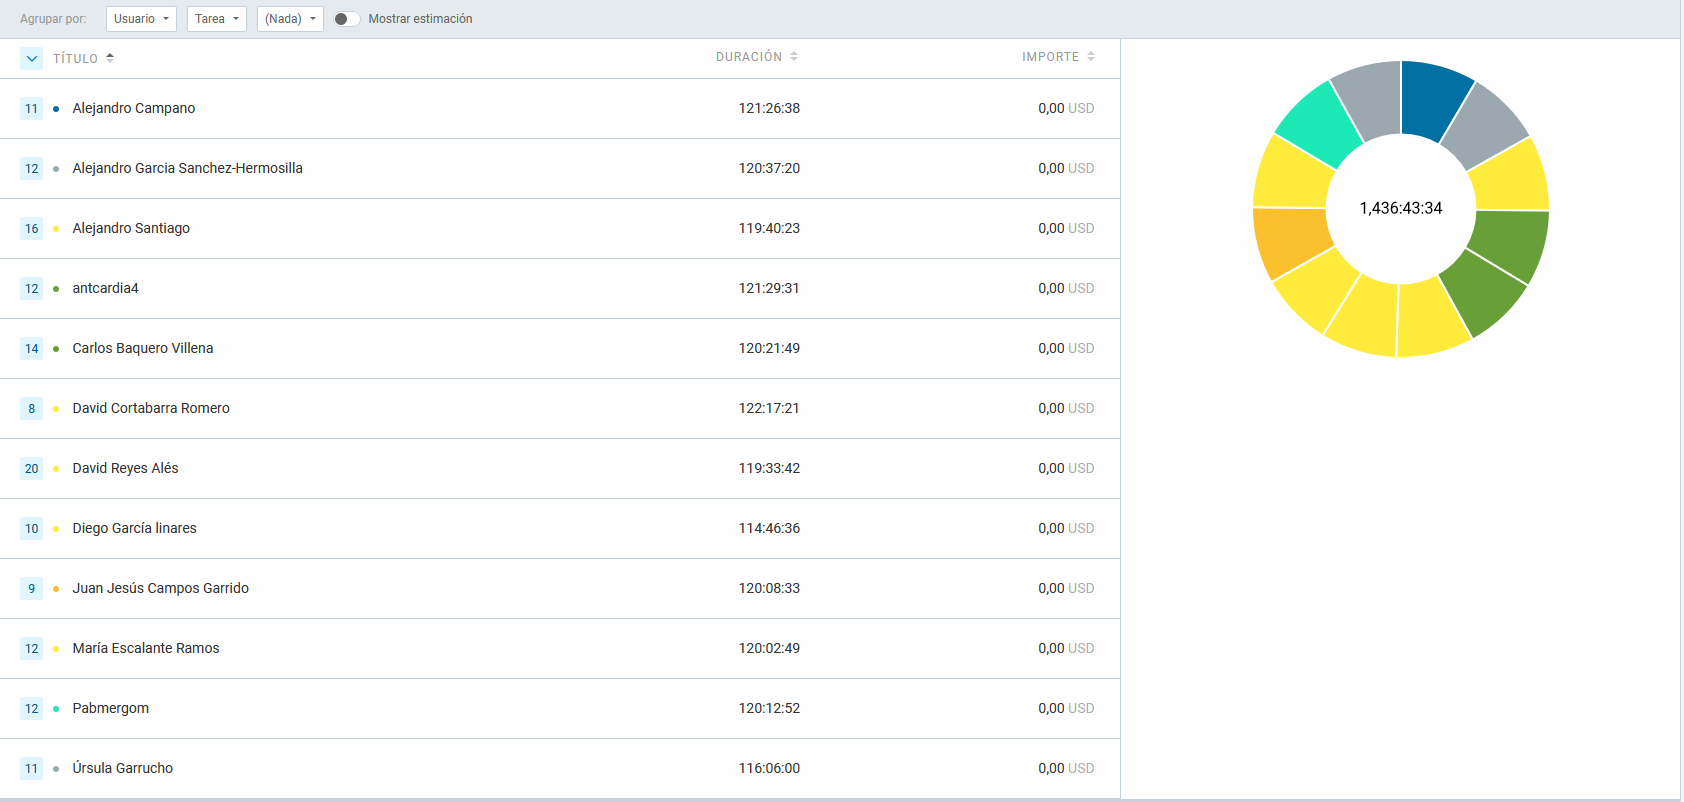 Agrupar por: Usuario Tarea (Nada) Mostrar estimación
TÍTULO DURACIÓN IMPORTE
11 Alejandro Campano 121:26:38 0,00 USD
12 Alejandro Garcia Sanchez-Hermosilla 120:37:20 0,00 USD
16 Alejandro Santiago 119:40:23 0,00 USD
12 antcardia4 121:29:31 0,00 USD
14 Carlos Baquero Villena 120:21:49 0,00 USD
8 David Cortabarra Romero 122:17:21 0,00 USD
20 David Reyes Alés 119:33:42 0,00 USD
10 Diego García linares 114:46:36 0,00 USD
9 Juan Jesús Campos Garrido 120:08:33 0,00 USD
12 María Escalante Ramos 120:02:49 0,00 USD
12 Pabmergom 120:12:52 0,00 USD
11 Úrsula Garrucho 116:06:00 0,00 USD
1,436:43:34